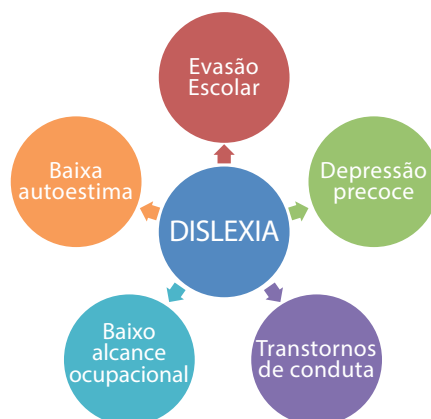 Evasão
Escolar
Baixa
autoestima
Depressão
precoce
DISLEXIA
Baixo
alcance
ocupacional
Transtornos
de conduta